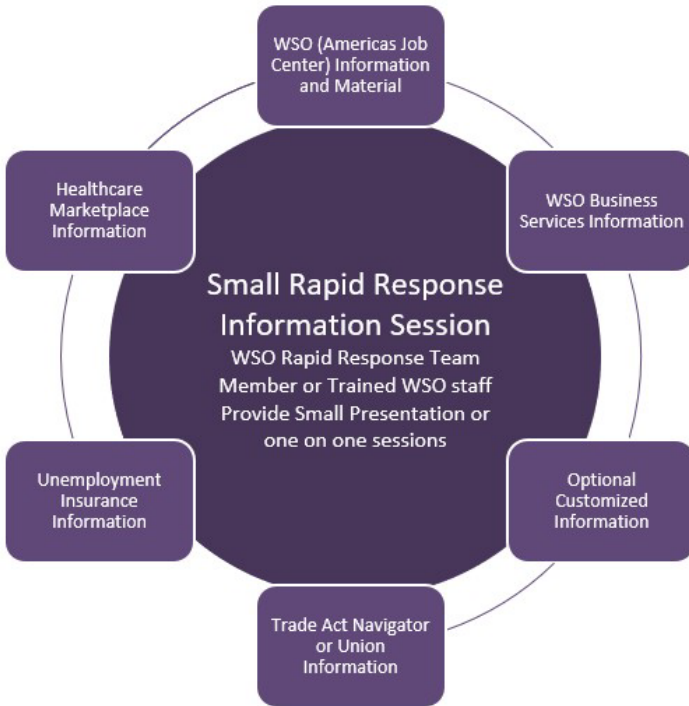 WSO (Americas Job
Center) Information
and Material
WSO Business
Services Information
Optional
Customized
Information
Trade Act Navigator
or Union
Information
Unemployment
Insurance
Information
Healthcare
Marketplace
Information
Small Rapid Response
Information Session
WSO Rapid Response Team
Member or Trained WSO staff
Provide Small Presentation or
one on one sessions